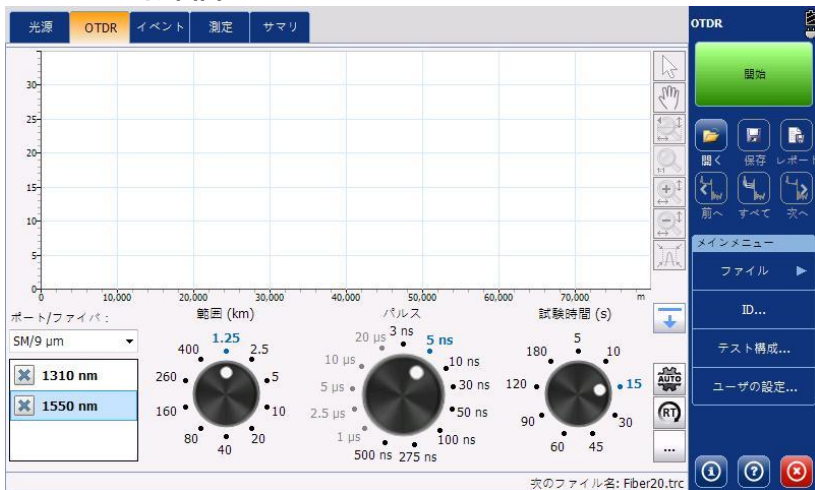 光源 OTDR イベント 測定 サマリ
30
25
20
15
10
5
0
0 10,000 20,000 30,000 40,000 50,000 60,000 70,000 m
1:1
ポート/ファイバ:
SM/9 µm
1310 nm
1550 nm
範囲 (km)
1.25
2.5
5
10
20
40
80
160
260
400
パルス
3 ns
5 ns
10 ns
30 ns
50 ns
100 ns
275 ns
500 ns
1 µs
2.5 µs
5 µs
10 µs
20 µs
試験時間 (s)
5
10
15
30
45
60
90
120
180
AUTO
RT
...
次のファイル名: Fiber20.trc
OTDR
開始
開く 保存 レポート
前へ すべて 次へ
メインメニュー
ファイル
ID...
テスト構成...
ユーザの設定...